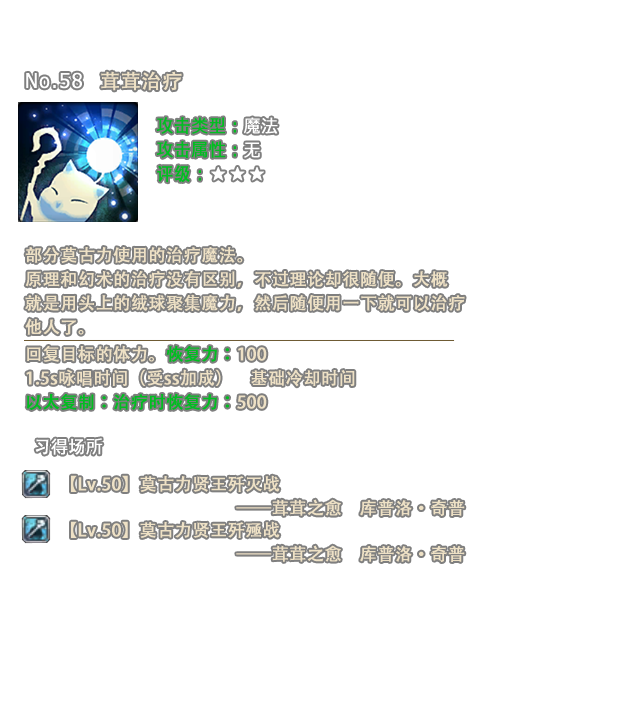 No.58 茸茸治疗
攻击类型：魔法
攻击属性：无
评级：☆☆☆
部分莫古力使用的治疗魔法。
原理和幻术的治疗没有区别，不过理论却很随便。大概
就是用头上的绒球聚集魔力，然后随便用一下就可以治疗
他人了。
回复目标的体力。恢复力：100
1.5s咏唱时间（受ss加成） 基础冷却时间
以太复制：治疗时恢复力：500
习得场所
【Lv.50】莫古力贤王歼灭战
——茸茸之愈 库普洛·奇普
【Lv.50】莫古力贤王歼殛战
——茸茸之愈 库普洛·奇普